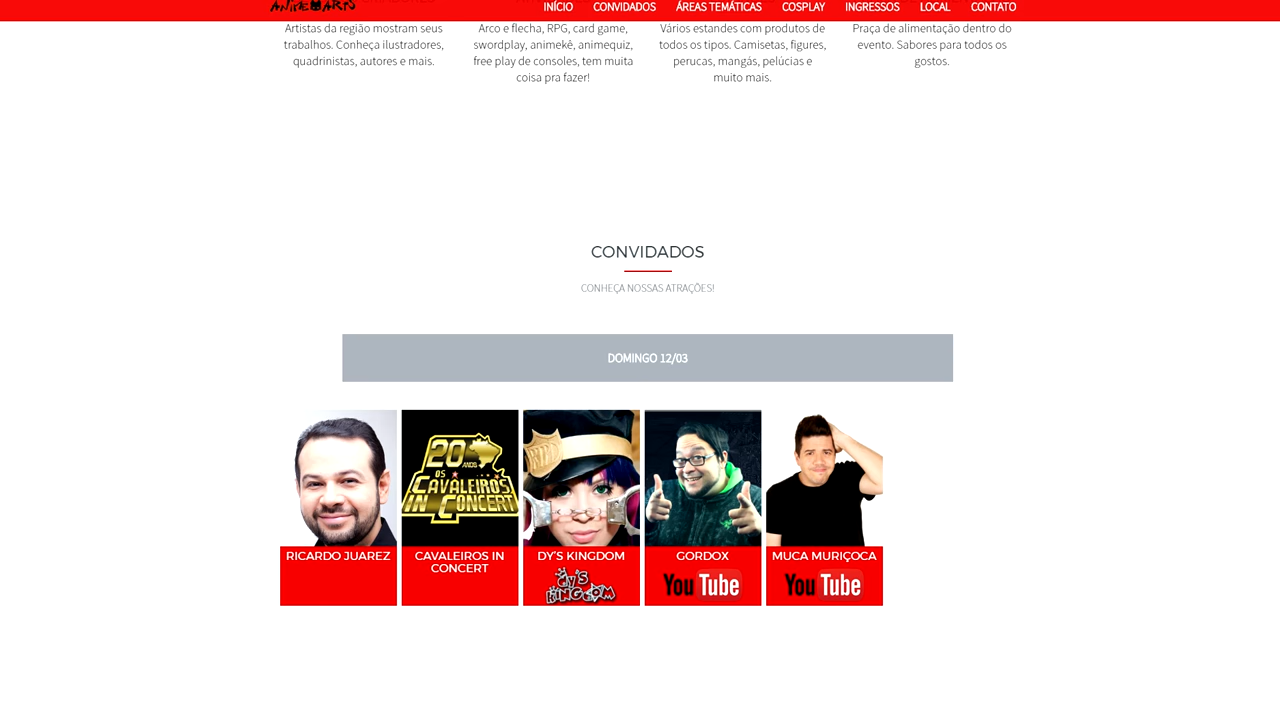 ANIME ARTS
INÍCIO CONVIDADOS ÁREAS TEMÁTICAS COSPLAY INGRESSOS LOCAL CONTATO
Artistas da região mostram seus
trabalhos. Conheça ilustradores,
quadrinistas, autores e mais.
Arco e flecha, RPG, card game,
swordplay, animekê, animequiz,
free play de consoles, tem muita
coisa pra fazer!
Vários estandes com produtos de
todos os tipos. Camisetas, figures,
perucas, mangás, pelúcias e
muito mais.
Praça de alimentação dentro do
evento. Sabores para todos os
gostos.
CONVIDADOS
CONHEÇA NOSSAS ATRAÇÕES!
DOMINGO 12/03
20
ANOS
OS
CAVALEIROS
IN CONCERT
RICARDO JUAREZ
CAVALEIROS IN
CONCERT
DY'S KINGDOM
DY'S
KINGDOM
GORDOX
YouTube
MUCA MURIÇOCA
YouTube